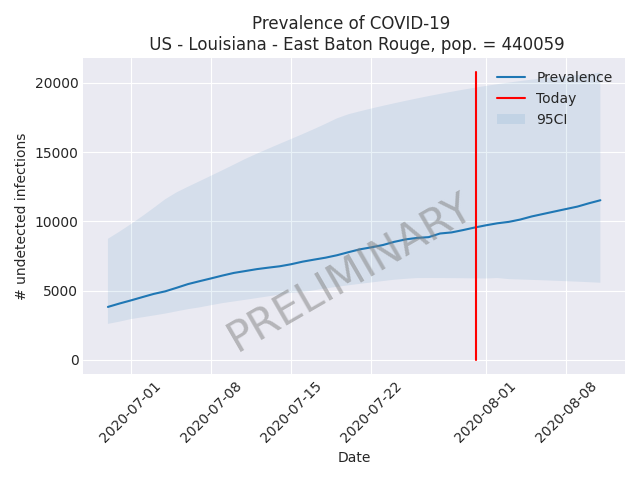 Prevalence of COVID-19
US - Louisiana - East Baton Rouge, pop. = 440059
Prevalence
Today
95CI
# undetected infections
20000
15000
10000
5000
0
PRELIMINARY
2020-07-01
2020-07-08
2020-07-15
2020-07-22
2020-08-01
2020-08-08
Date